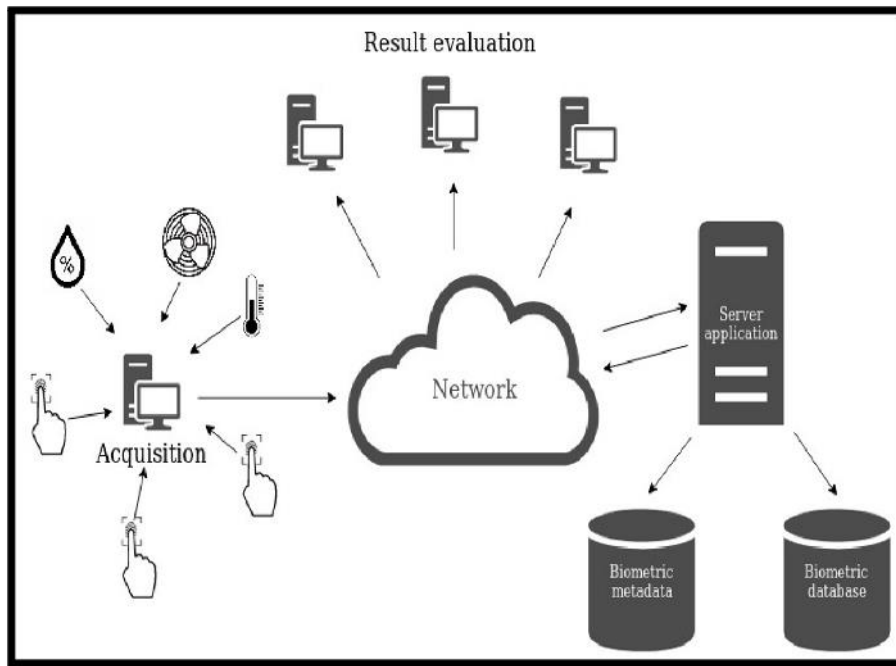 Result evaluation
%
Server
application
Network
Acquisition
Biometric
metadata
Biometric
database